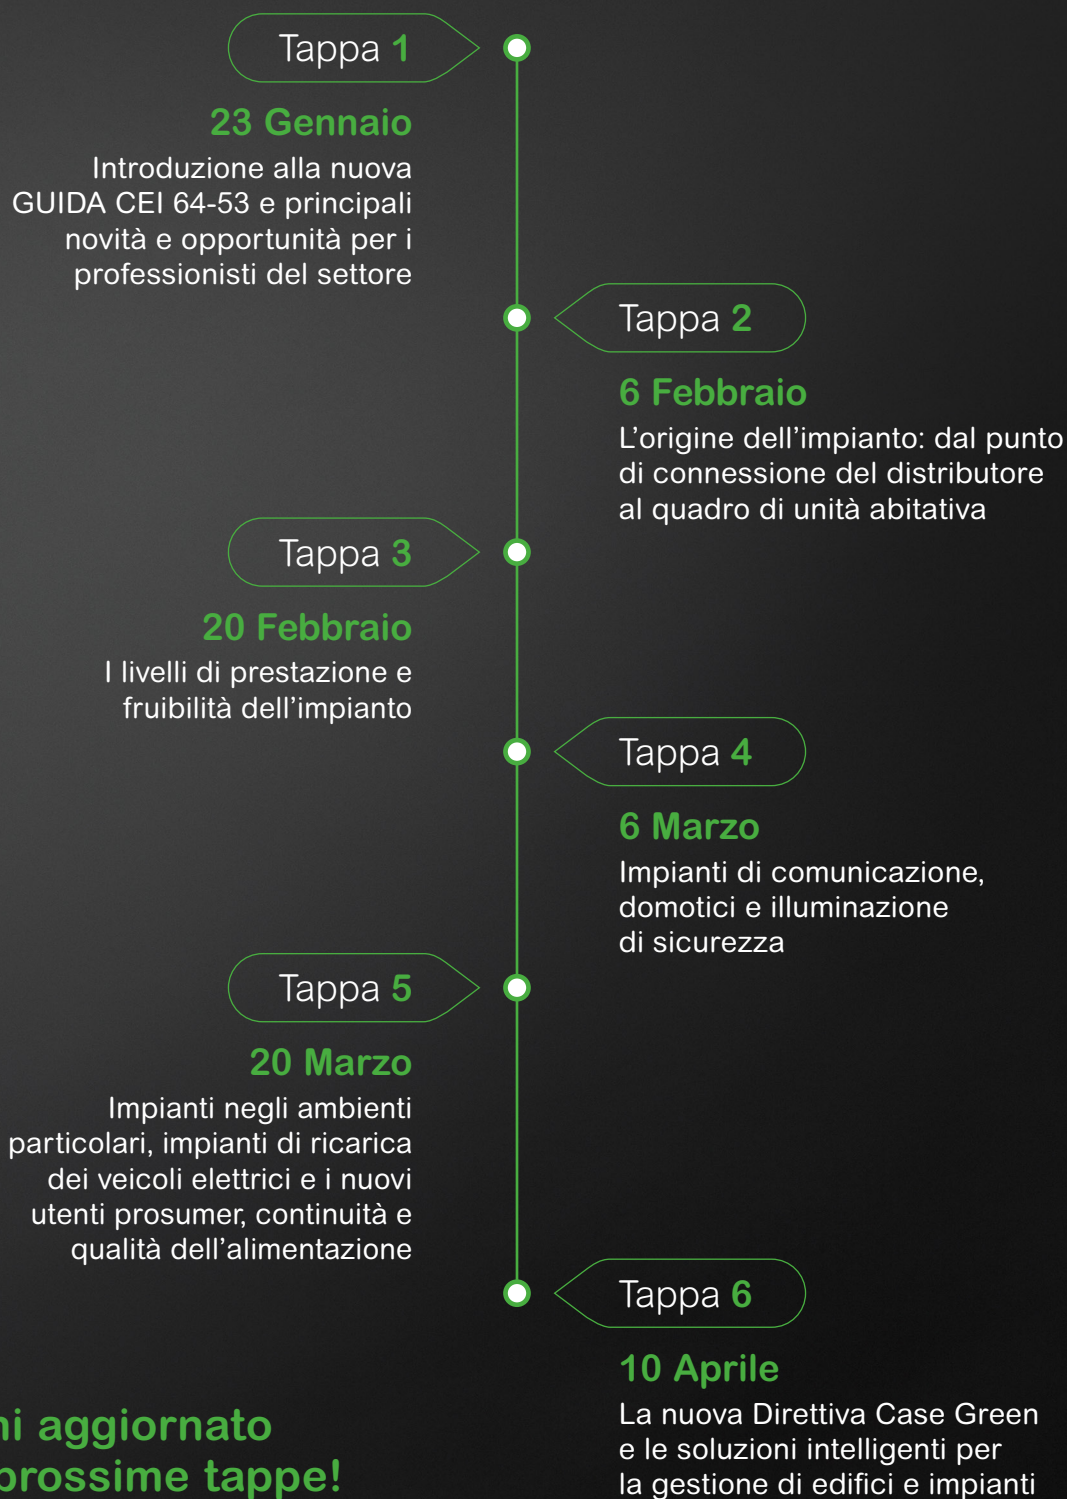 Tappa 1
23 Gennaio
Introduzione alla nuova
GUIDA CEI 64-53 e principali
novità e opportunità per i
professionisti del settore
Tappa 2
6 Febbraio
L’origine dell’impianto: dal punto
di connessione del distributore
al quadro di unità abitativa
Tappa 3
20 Febbraio
I livelli di prestazione e
fruibilità dell’impianto
Tappa 4
6 Marzo
Impianti di comunicazione,
domotici e illuminazione
di sicurezza
Tappa 5
20 Marzo
Impianti negli ambienti
particolari, impianti di ricarica
dei veicoli elettrici e i nuovi
utenti prosumer, continuità e
qualità dell’alimentazione
Tappa 6
10 Aprile
La nuova Direttiva Case Green
e le soluzioni intelligenti per
la gestione di edifici e impianti
aggiornato
prossime tappe!